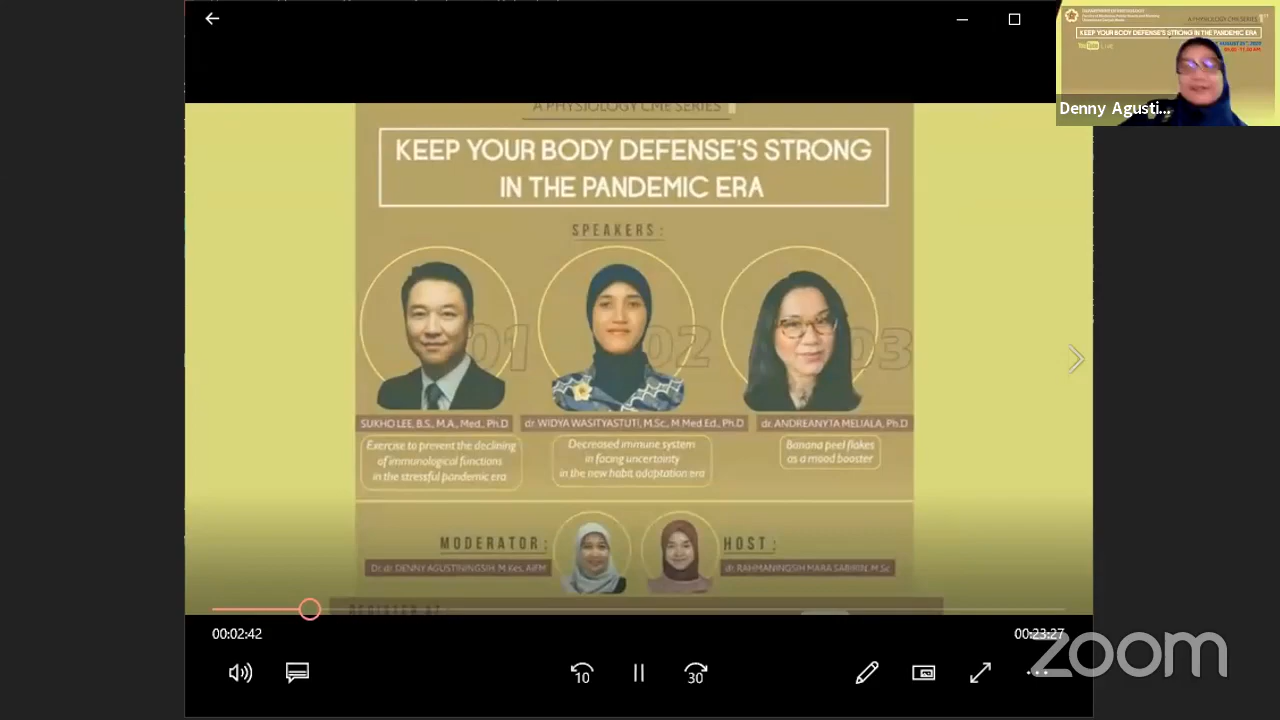 A PHYSIOLOGY CME SERIES
KEEP YOUR BODY DEFENSE'S STRONG
IN THE PANDEMIC ERA
SPEAKERS :
01
02
03
SUKHO LEE, B.S., M.A., Med., Ph.D
dr. WIDYA WASITYASTUTI, M.Sc., M Med Ed., Ph.D
dr. ANDREANYTA MELIALA, Ph.D
Exercise to prevent the declining
of immunological functions
in the stressful pandemic era
Decreased immune system
in facing uncertainty
in the new habit adaptation era
Banana peel flakes
as a mood booster
MODERATOR :
Dr. dr. DENNY AGUSTININGSIH, M.Kes, AIFM
HOST :
dr. RAHMANINGSIH MARA SABIRIN, M.Sc
REGISTER AT :
00:02:42
00:23:27
10
30
zoom
A PHYSIOLOGY CME SERIES
KEEP YOUR BODY DEFENSE'S STRONG IN THE PANDEMIC ERA
YouTube LIVE
Denny Agusti...